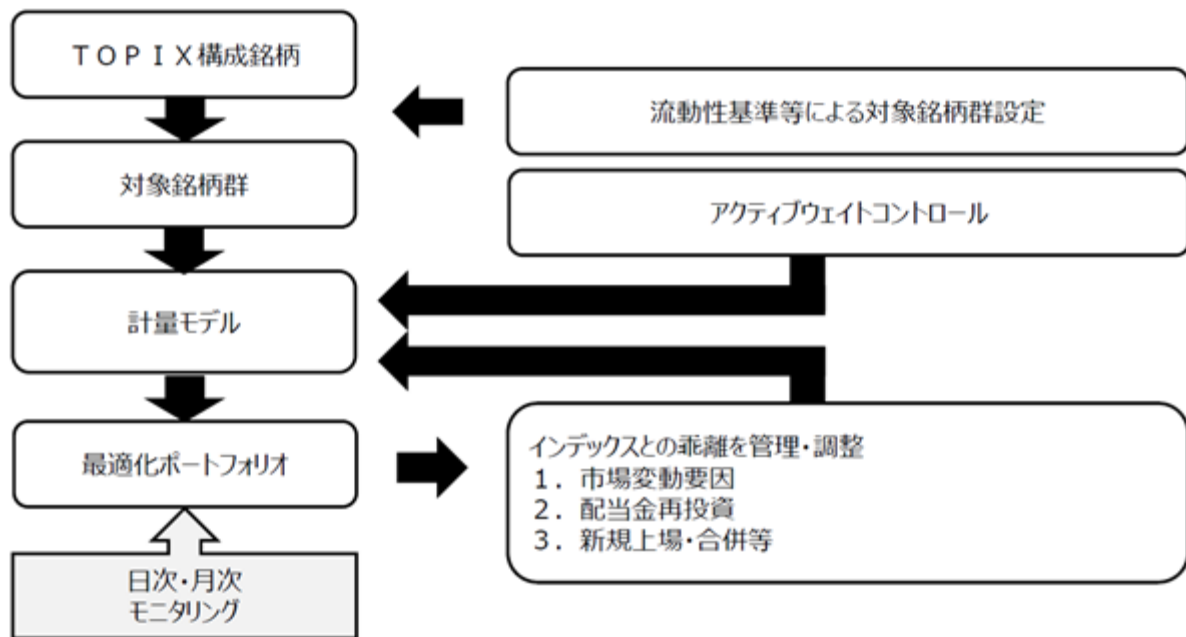 TOPIX構成銘柄
流動性基準等による対象銘柄群設定
対象銘柄群
アクティブウェイトコントロール
計量モデル
最適化ポートフォリオ
インデックスとの乖離を管理・調整
1．市場変動要因
2．配当金再投資
3．新規上場・合併等
日次・月次
モニタリング